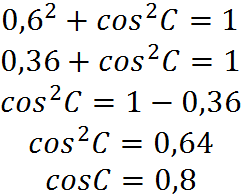 0,6² + cos²C = 1
0,36 + cos²C = 1
cos²C = 1 − 0,36
cos²C = 0,64
cosC = 0,8